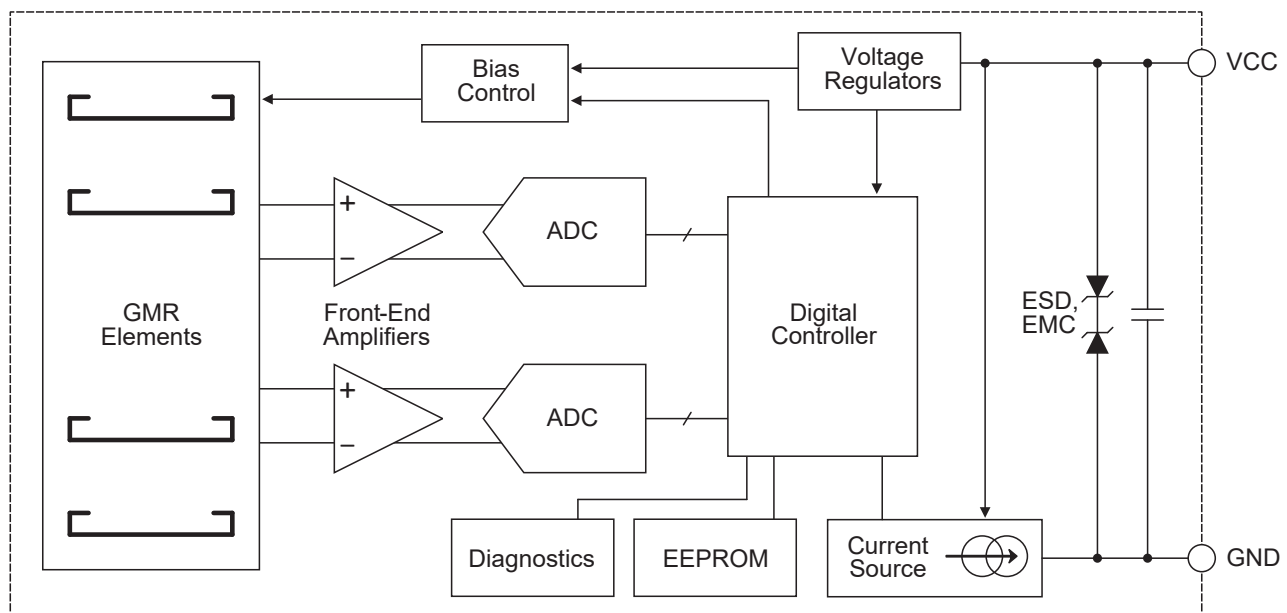 Bias
Control
Voltage
Regulators
VCC
+
−
ADC
GMR
Elements
Front-End
Amplifiers
Digital
Controller
ESD,
EMC
+
−
ADC
Diagnostics
EEPROM
Current
Source
GND